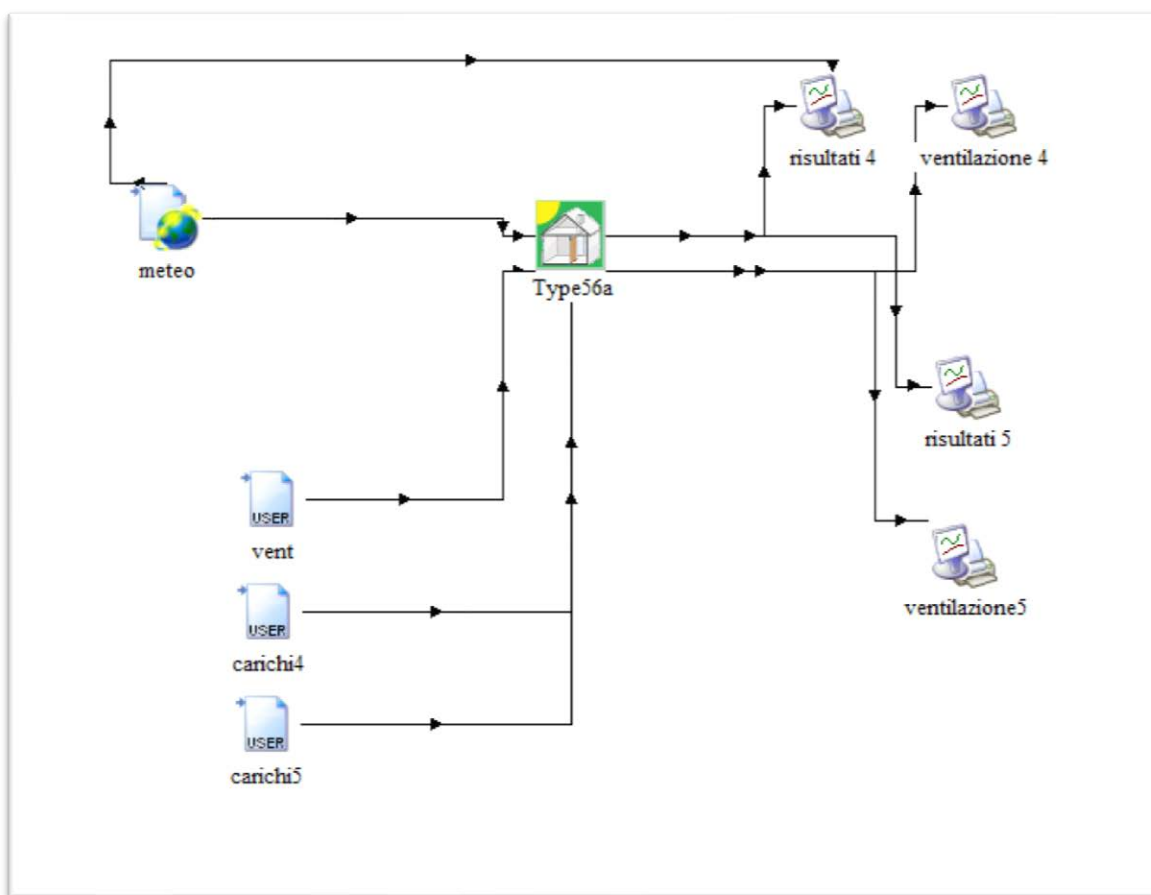 risultati 4
ventilazione 4
meteo
Type56a
risultati 5
USER
vent
ventilazione5
USER
carichi4
USER
carichi5